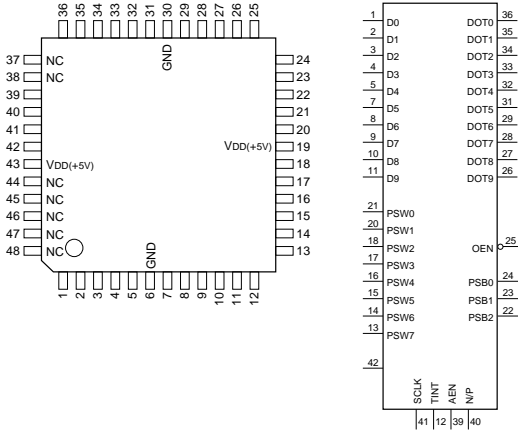 36 35 34 33 32 31 30 29 28 27 26 25
GND
37 NC 24
38 NC 23
39 22
40 21
41 20
42 VDD(+5V) 19
43 VDD(+5V) 18
44 NC 17
45 NC 16
46 NC 15
47 NC 14
48 NC 13
GND
1 2 3 4 5 6 7 8 9 10 11 12
1 D0 DOT0 36
2 D1 DOT1 35
3 D2 DOT2 34
4 D3 DOT3 33
5 D4 DOT4 32
7 D5 DOT5 31
8 D6 DOT6 29
9 D7 DOT7 28
10 D8 DOT8 27
11 D9 DOT9 26
21 PSW0
20 PSW1
18 PSW2 OEN 25
17 PSW3
16 PSW4 PSB0 24
15 PSW5 PSB1 23
14 PSW6 PSB2 22
13 PSW7
42
SCLK TINT AEN N/P
41 12 39 40